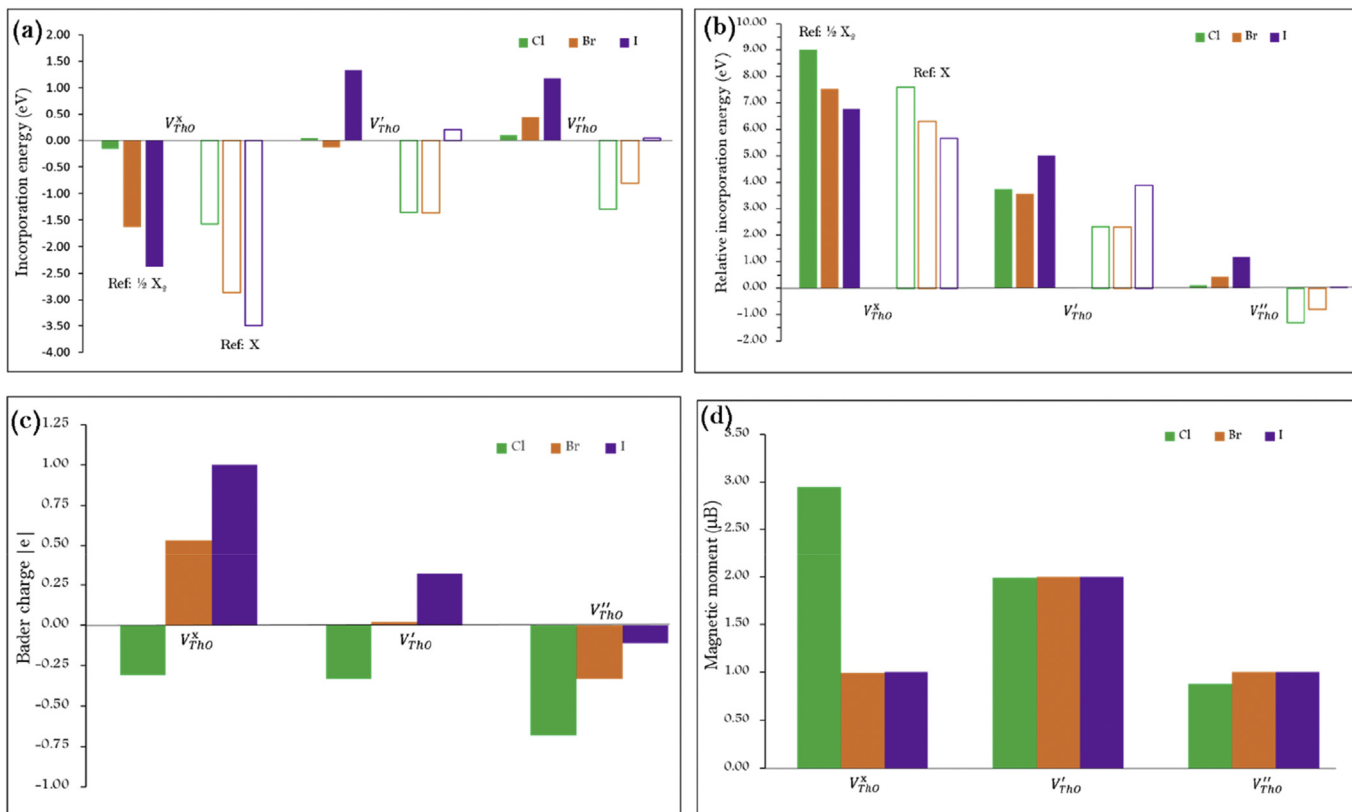 (a)
Cl Br I
Incorporation energy (eV)
2.00
1.50
1.00
0.50
0.00
-0.50
-1.00
-1.50
-2.00
-2.50
-3.00
-3.50
-4.00
V^x_ThO
V′_ThO
V″_ThO
Ref: ½ X₂
Ref: X
(b)
Ref: ½ X₂
Cl Br I
Ref: X
Relative incorporation energy (eV)
10.00
9.00
8.00
7.00
6.00
5.00
4.00
3.00
2.00
1.00
0.00
-1.00
-2.00
V^x_ThO
V′_ThO
V″_ThO
(c)
Cl Br I
Bader charge |e|
1.25
1.00
0.75
0.50
0.25
0.00
-0.25
-0.50
-0.75
-1.00
V^x_ThO
V′_ThO
V″_ThO
(d)
Cl Br I
Magnetic moment (μB)
3.50
3.00
2.50
2.00
1.50
1.00
0.50
0.00
V^x_ThO
V′_ThO
V″_ThO